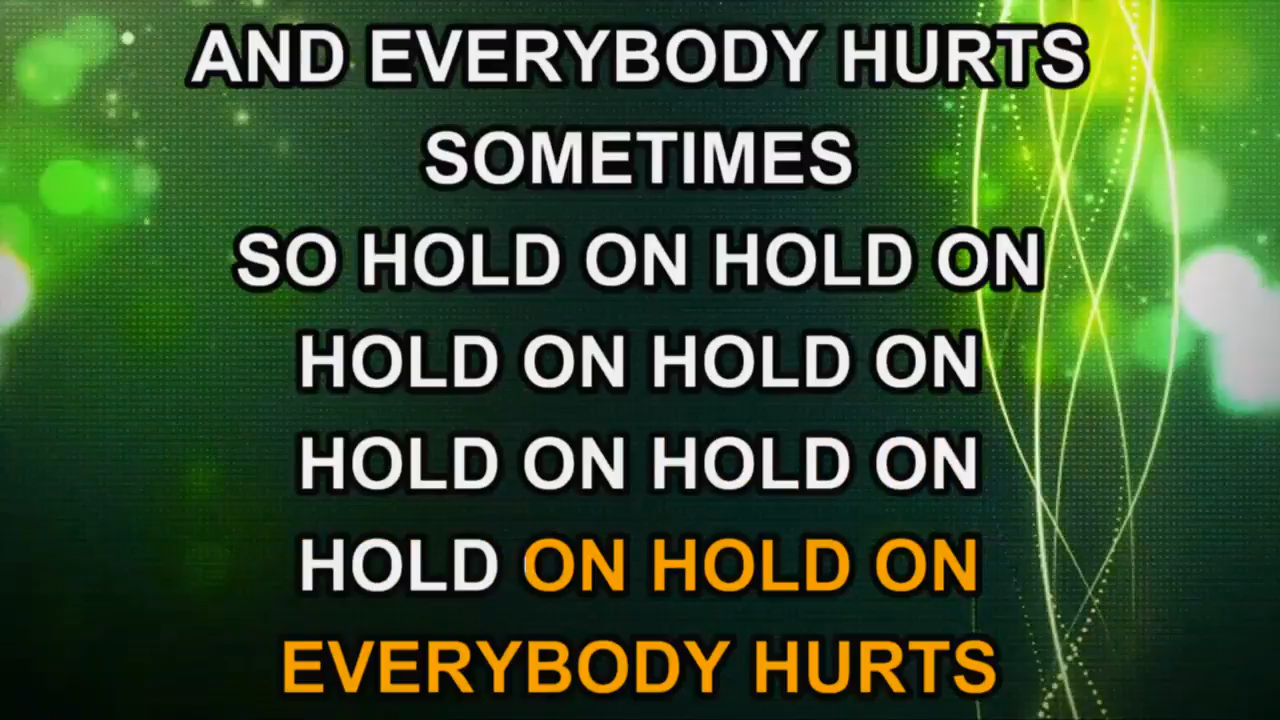 AND EVERYBODY HURTS
SOMETIMES
SO HOLD ON HOLD ON
HOLD ON HOLD ON
HOLD ON HOLD ON
HOLD ON HOLD ON
EVERYBODY HURTS